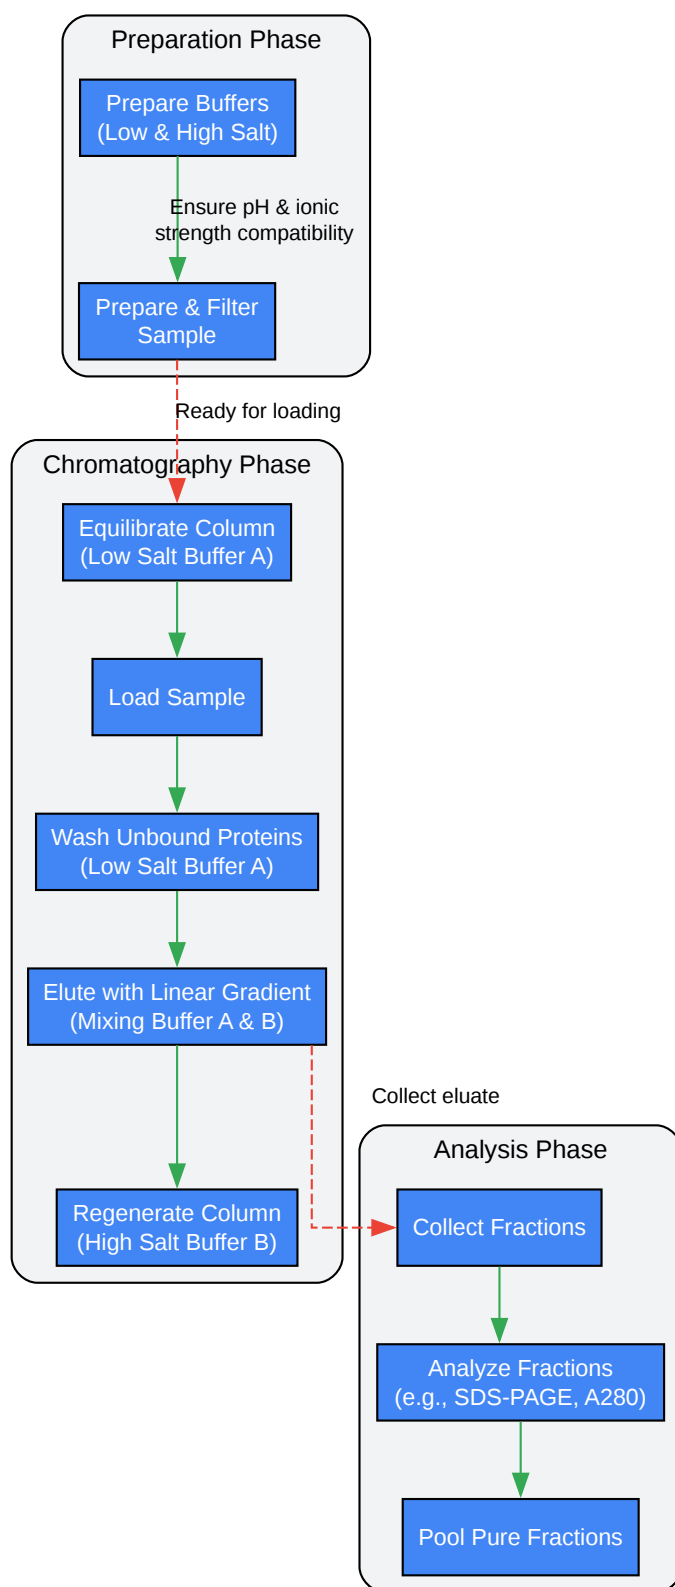 Preparation Phase
Prepare Buffers
(Low & High Salt)
Ensure pH & ionic
strength compatibility
Prepare & Filter
Sample
Ready for loading
Chromatography Phase
Equilibrate Column
(Low Salt Buffer A)
Load Sample
Wash Unbound Proteins
(Low Salt Buffer A)
Elute with Linear Gradient
(Mixing Buffer A & B)
Regenerate Column
(High Salt Buffer B)
Collect eluate
Analysis Phase
Collect Fractions
Analyze Fractions
(e.g., SDS-PAGE, A280)
Pool Pure Fractions